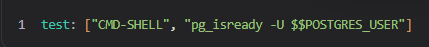 1 test: ["CMD-SHELL", "pg_isready -U $$POSTGRES_USER"]